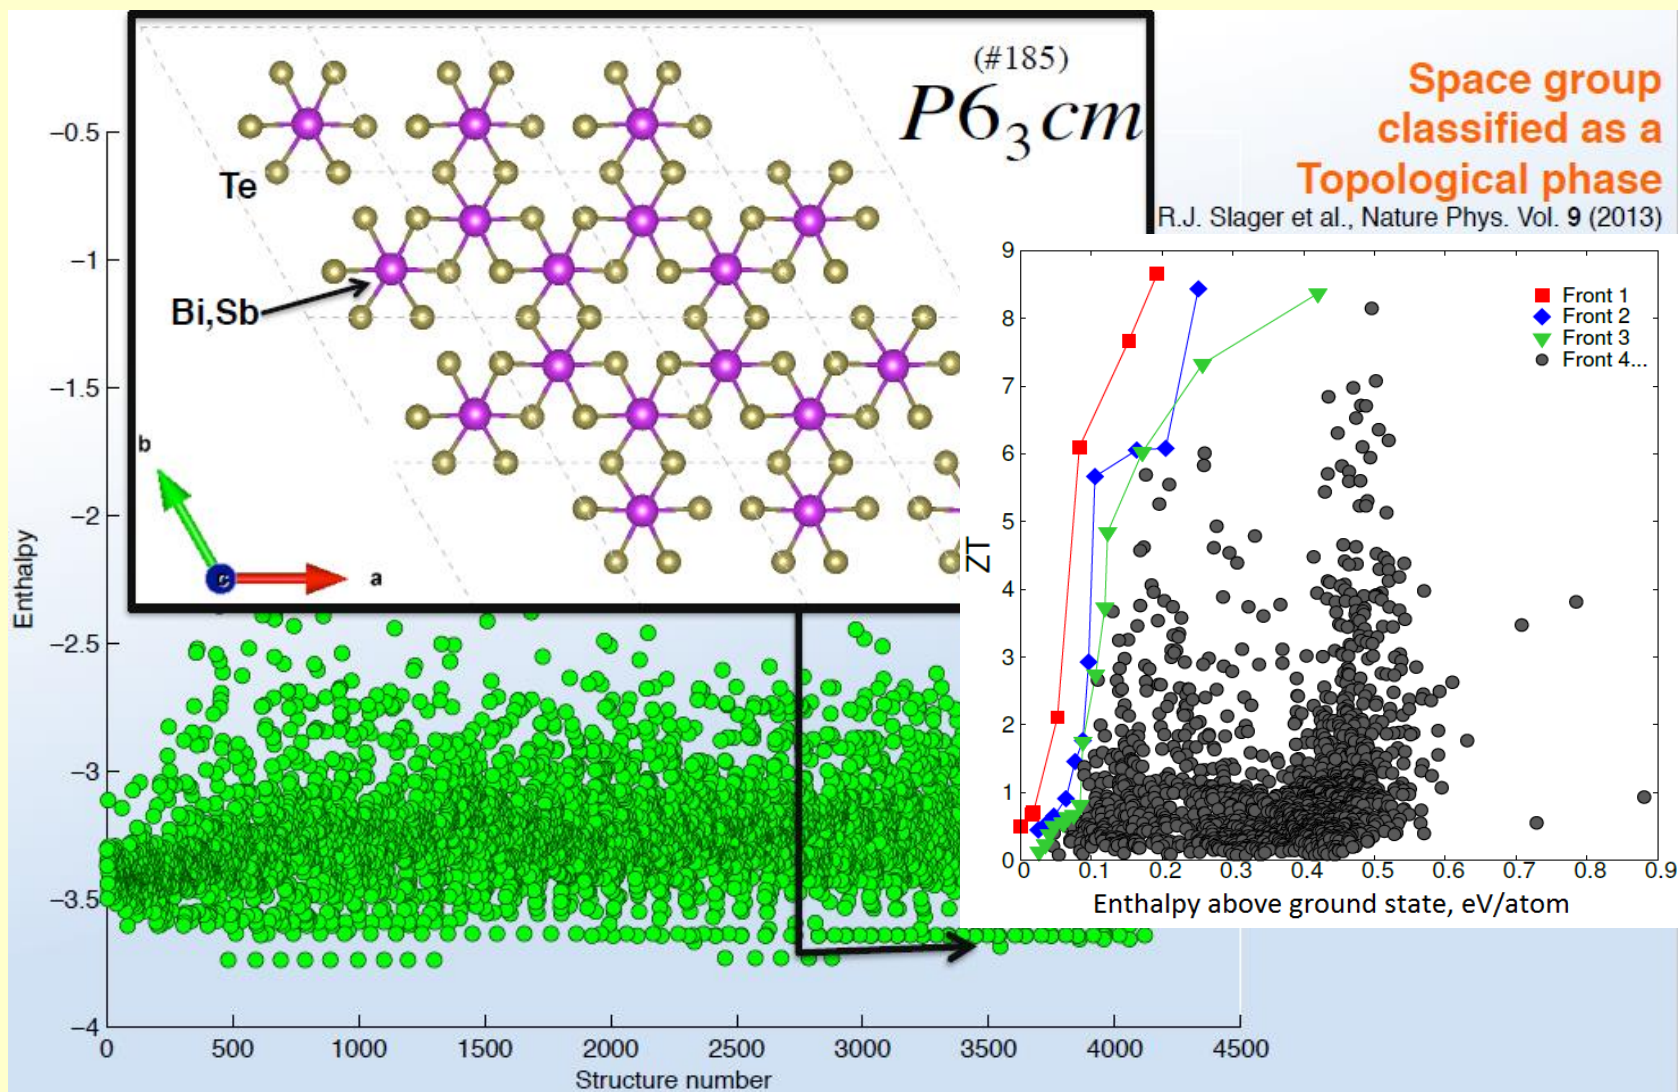 (#185)
P6₃cm
Te
Bi,Sb
b
c
a
Space group
classified as a
Topological phase
R.J. Slager et al., Nature Phys. Vol. 9 (2013)
Enthalpy
−0.5
−1
−1.5
−2
−2.5
−3
−3.5
−4
0 500 1000 1500 2000 2500 3000 3500 4000 4500
Structure number
ZT
9
8
7
6
5
4
3
2
1
0
0 0.1 0.2 0.3 0.4 0.5 0.6 0.7 0.8 0.9
Enthalpy above ground state, eV/atom
Front 1
Front 2
Front 3
Front 4...